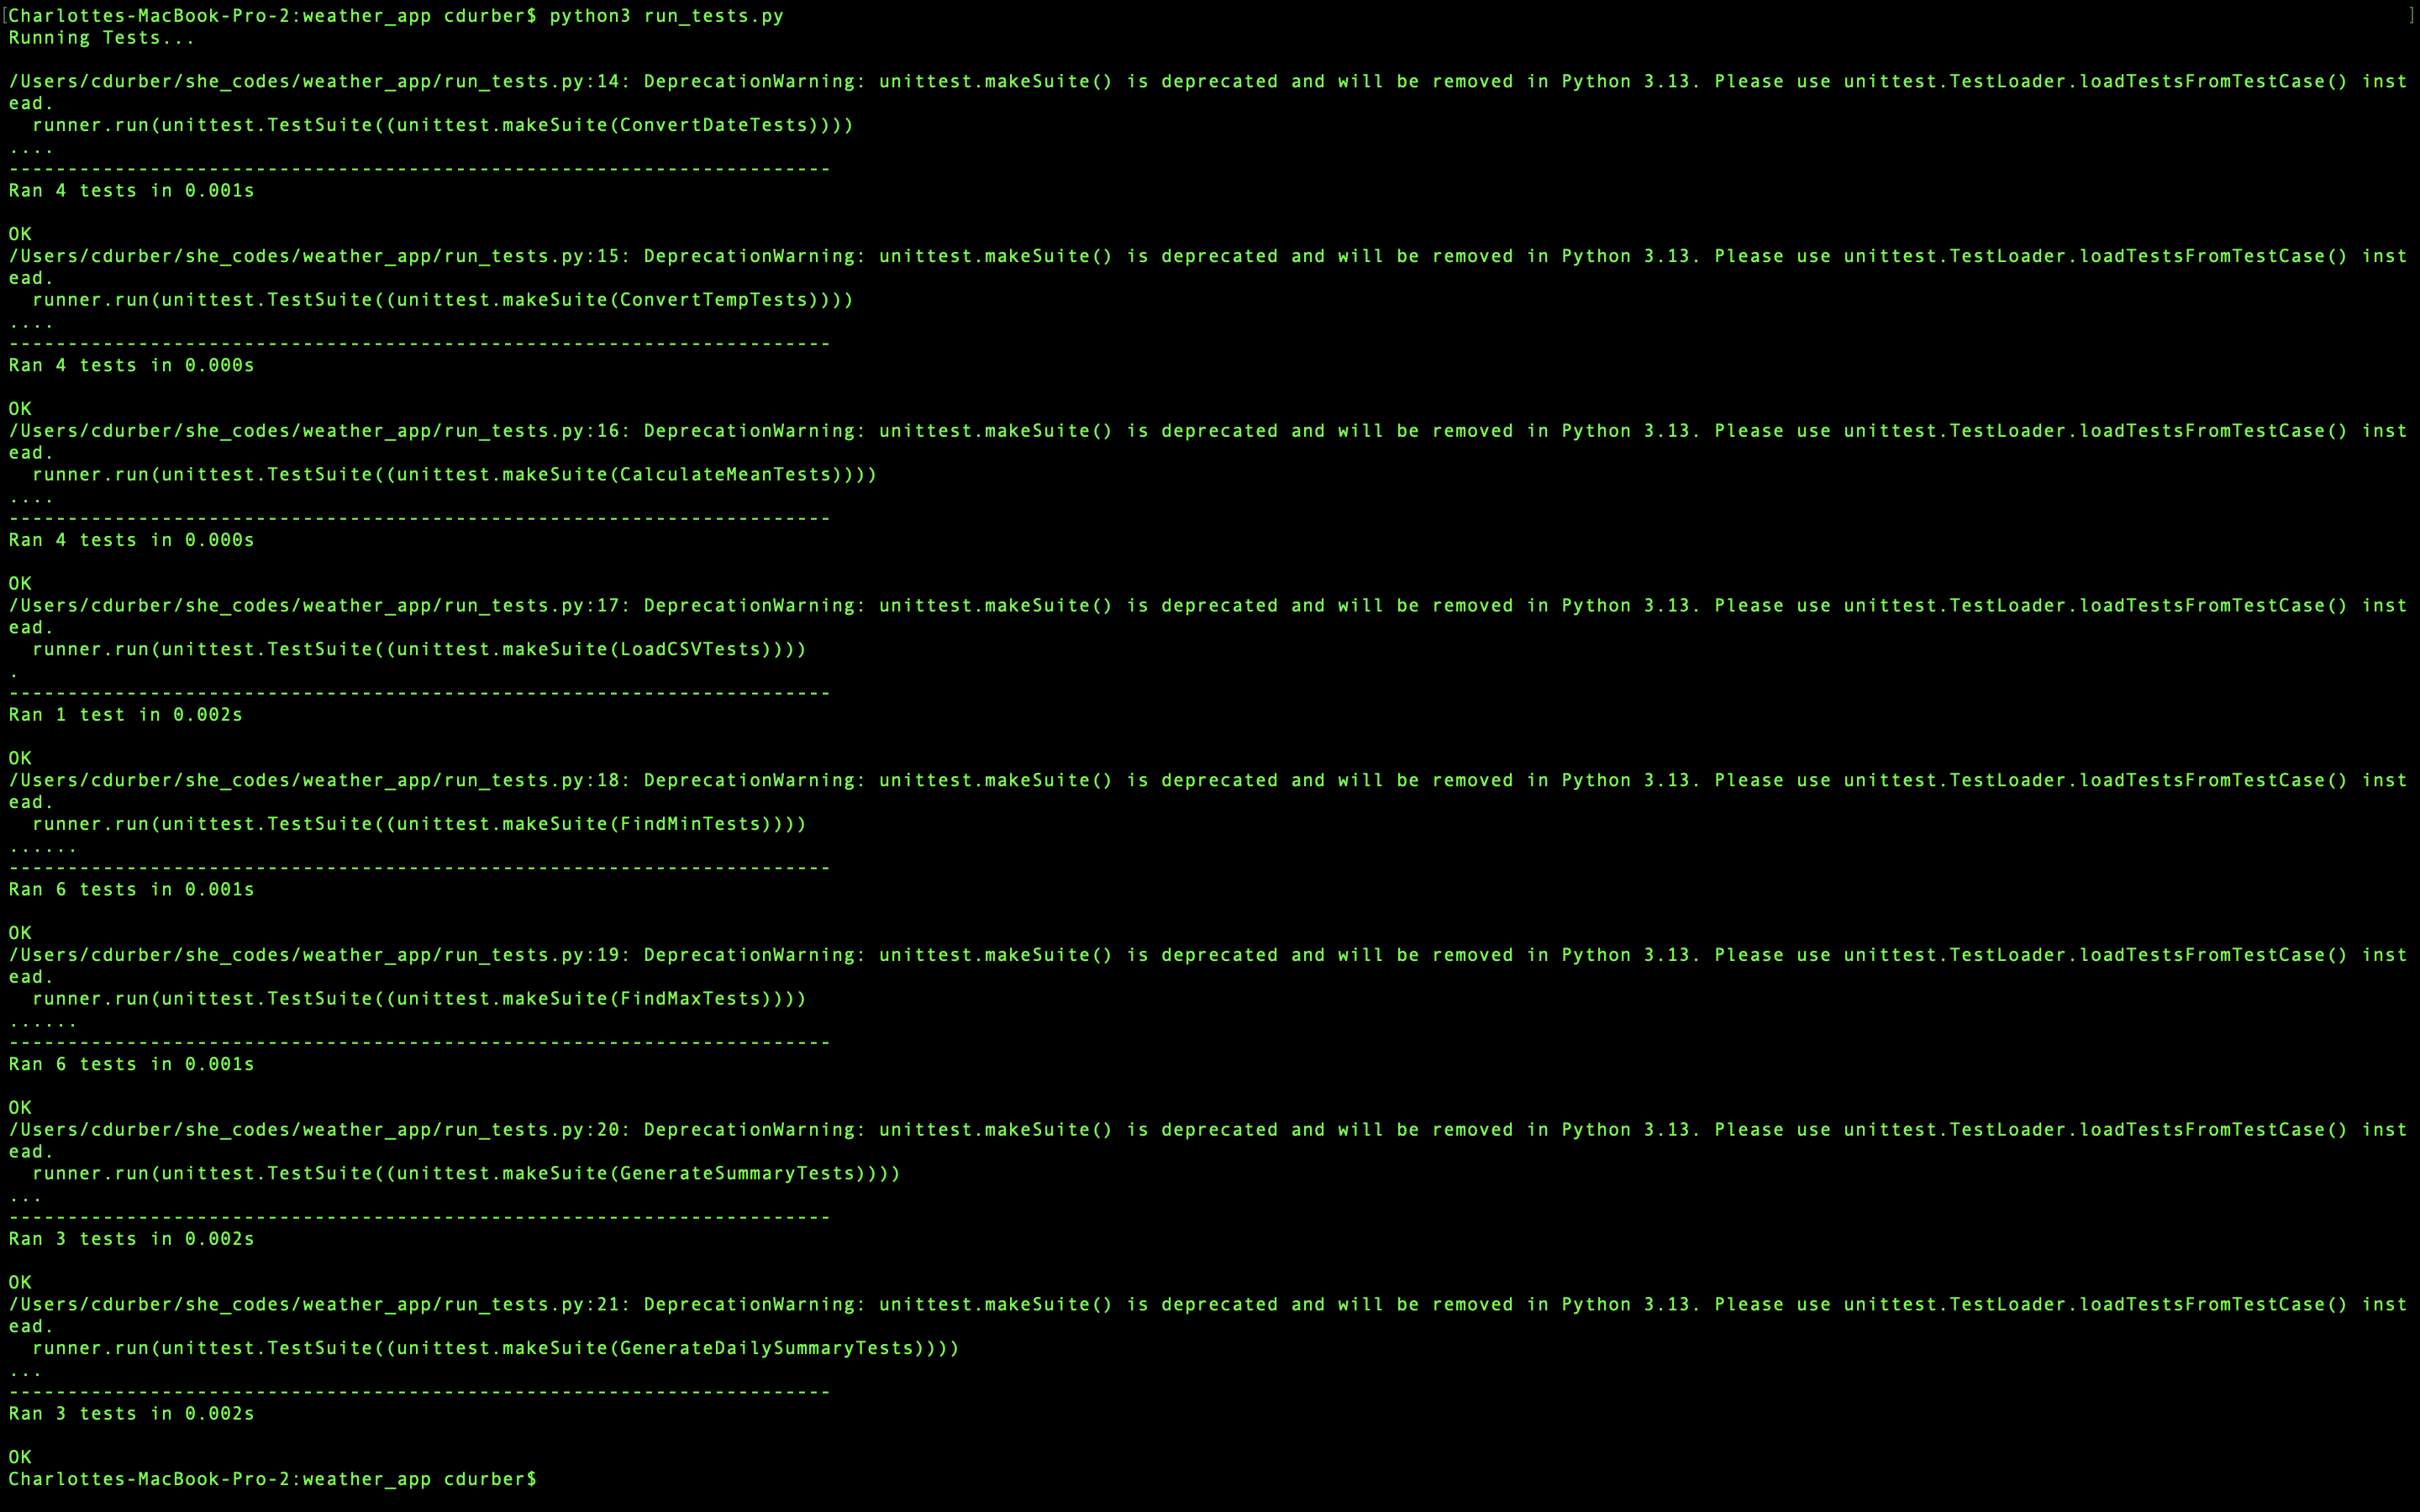 [Charlottes-MacBook-Pro-2:weather_app cdurber$ python3 run_tests.py ]
Running Tests...

/Users/cdurber/she_codes/weather_app/run_tests.py:14: DeprecationWarning: unittest.makeSuite() is deprecated and will be removed in Python 3.13. Please use unittest.TestLoader.loadTestsFromTestCase() inst
ead.
  runner.run(unittest.TestSuite((unittest.makeSuite(ConvertDateTests))))
....
----------------------------------------------------------------------
Ran 4 tests in 0.001s

OK
/Users/cdurber/she_codes/weather_app/run_tests.py:15: DeprecationWarning: unittest.makeSuite() is deprecated and will be removed in Python 3.13. Please use unittest.TestLoader.loadTestsFromTestCase() inst
ead.
  runner.run(unittest.TestSuite((unittest.makeSuite(ConvertTempTests))))
....
----------------------------------------------------------------------
Ran 4 tests in 0.000s

OK
/Users/cdurber/she_codes/weather_app/run_tests.py:16: DeprecationWarning: unittest.makeSuite() is deprecated and will be removed in Python 3.13. Please use unittest.TestLoader.loadTestsFromTestCase() inst
ead.
  runner.run(unittest.TestSuite((unittest.makeSuite(CalculateMeanTests))))
....
----------------------------------------------------------------------
Ran 4 tests in 0.000s

OK
/Users/cdurber/she_codes/weather_app/run_tests.py:17: DeprecationWarning: unittest.makeSuite() is deprecated and will be removed in Python 3.13. Please use unittest.TestLoader.loadTestsFromTestCase() inst
ead.
  runner.run(unittest.TestSuite((unittest.makeSuite(LoadCSVTests))))
.
----------------------------------------------------------------------
Ran 1 test in 0.002s

OK
/Users/cdurber/she_codes/weather_app/run_tests.py:18: DeprecationWarning: unittest.makeSuite() is deprecated and will be removed in Python 3.13. Please use unittest.TestLoader.loadTestsFromTestCase() inst
ead.
  runner.run(unittest.TestSuite((unittest.makeSuite(FindMinTests))))
......
----------------------------------------------------------------------
Ran 6 tests in 0.001s

OK
/Users/cdurber/she_codes/weather_app/run_tests.py:19: DeprecationWarning: unittest.makeSuite() is deprecated and will be removed in Python 3.13. Please use unittest.TestLoader.loadTestsFromTestCase() inst
ead.
  runner.run(unittest.TestSuite((unittest.makeSuite(FindMaxTests))))
......
----------------------------------------------------------------------
Ran 6 tests in 0.001s

OK
/Users/cdurber/she_codes/weather_app/run_tests.py:20: DeprecationWarning: unittest.makeSuite() is deprecated and will be removed in Python 3.13. Please use unittest.TestLoader.loadTestsFromTestCase() inst
ead.
  runner.run(unittest.TestSuite((unittest.makeSuite(GenerateSummaryTests))))
...
----------------------------------------------------------------------
Ran 3 tests in 0.002s

OK
/Users/cdurber/she_codes/weather_app/run_tests.py:21: DeprecationWarning: unittest.makeSuite() is deprecated and will be removed in Python 3.13. Please use unittest.TestLoader.loadTestsFromTestCase() inst
ead.
  runner.run(unittest.TestSuite((unittest.makeSuite(GenerateDailySummaryTests))))
...
----------------------------------------------------------------------
Ran 3 tests in 0.002s

OK
Charlottes-MacBook-Pro-2:weather_app cdurber$